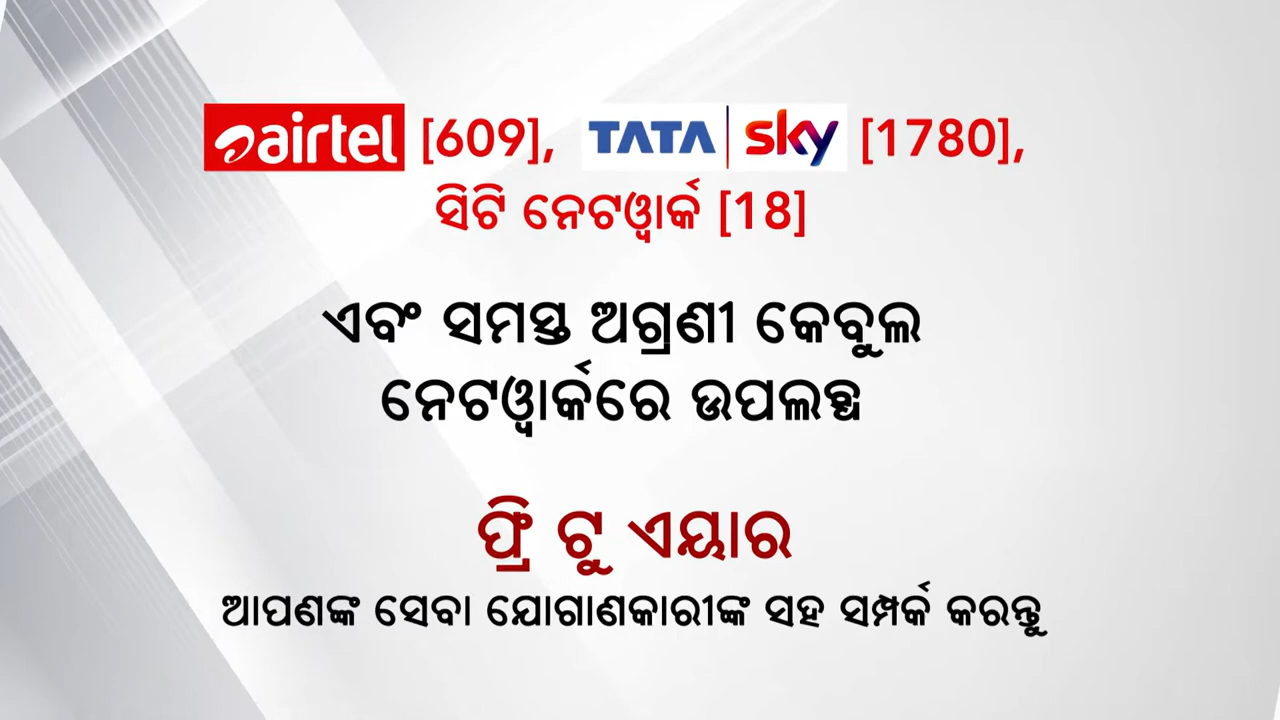 airtel [609], TATA sky [1780],
ସିଟି ନେଟୱାର୍କ [18]
ଏବଂ ସମସ୍ତ ଅଗ୍ରଣୀ କେବୁଲ
ନେଟୱାର୍କରେ ଉପଲବ୍ଧ
ଫ୍ରି ଟୁ ଏୟାର
ଆପଣଙ୍କ ସେବା ଯୋଗାଣକାରୀଙ୍କ ସହ ସମ୍ପର୍କ କରନ୍ତୁ